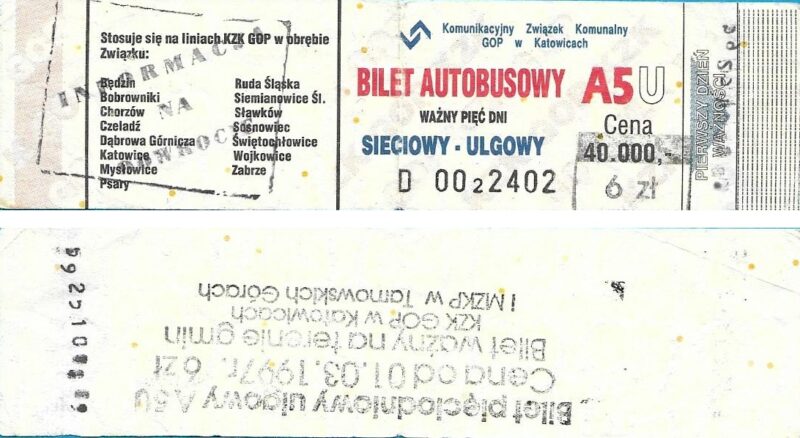 Stosuje się na liniach KZK GOP w obrębie
Związku:
Będzin
Bobrowniki
Chorzów
Czeladź
Dąbrowa Górnicza
Katowice
Mysłowice
Psary
Ruda Śląska
Siemianowice Śl.
Sławków
Sosnowiec
Świętochłowice
Wojkowice
Zabrze
INFORMACJA
NA
ODWROCIE
Komunikacyjny Związek Komunalny
GOP w Katowicach
BILET AUTOBUSOWY
WAŻNY PIĘĆ DNI
SIECIOWY - ULGOWY
D 0022402
A5U
Cena
40.000,-
6 zł
PIERWSZY DZIEŃ
WAŻNOŚCI
Bilet pięciodniowy ulgowy A5U
Cena od 01.03.1997r. 6 zł
Bilet ważny na terenie gmin
KZK GOP w Katowicach
i MZKP w Tarnowskich Górach